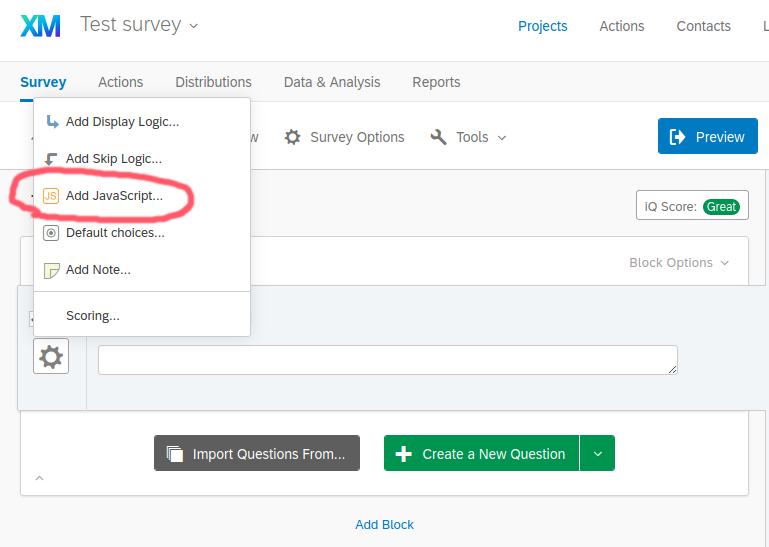 XM Test survey Projects Actions Contacts L
Survey Actions Distributions Data & Analysis Reports
Add Display Logic...
w Survey Options Tools Preview
Add Skip Logic...
JS Add JavaScript...
iQ Score: Great
Default choices...
Block Options
Add Note...
Scoring...
Import Questions From... Create a New Question
Add Block